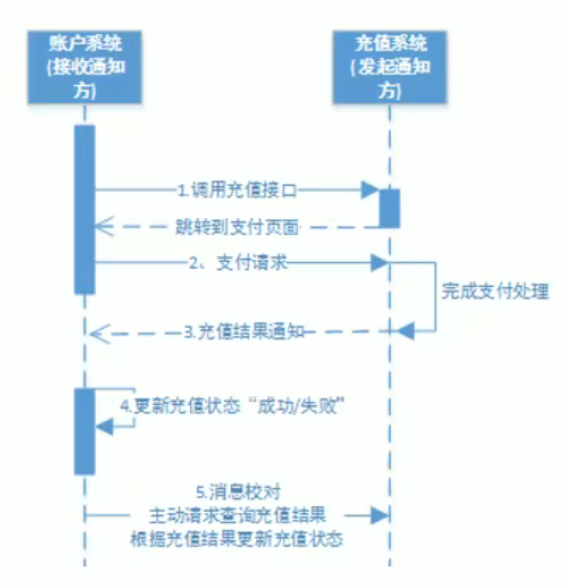 账户系统
(接收通知
方)
充值系统
(发起通知
方)
1.调用充值接口
跳转到支付页面
2、支付请求
完成支付处理
3.充值结果通知
4.更新充值状态“成功/失败”
5.消息校对
主动请求查询充值结果
根据充值结果更新充值状态